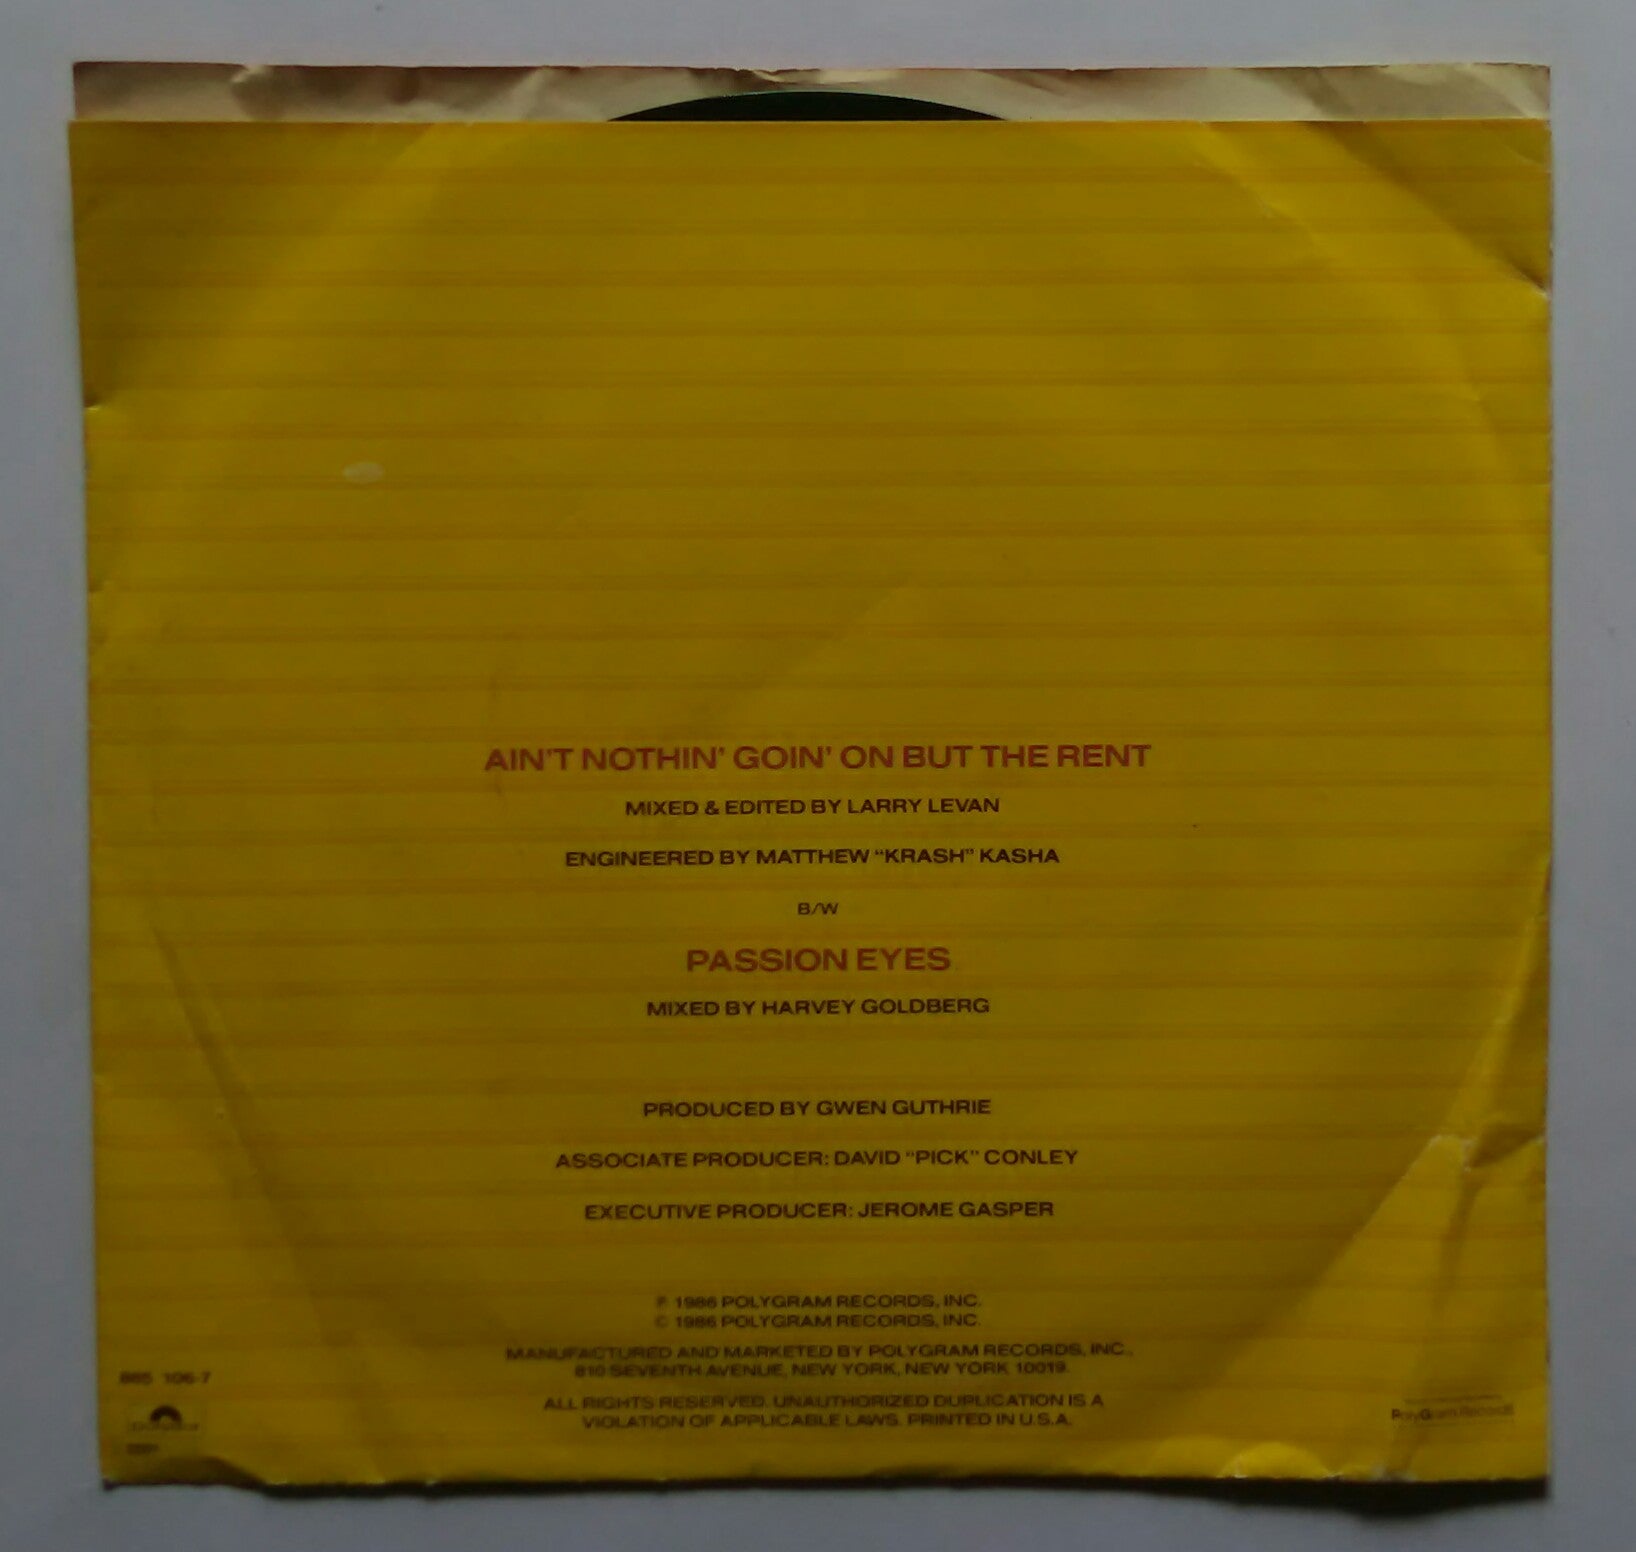 AIN'T NOTHIN' GOIN' ON BUT THE RENT
MIXED & EDITED BY LARRY LEVAN
ENGINEERED BY MATTHEW "KRASH" KASHA
B/W
PASSION EYES
MIXED BY HARVEY GOLDBERG
PRODUCED BY GWEN GUTHRIE
ASSOCIATE PRODUCER: DAVID "PICK" CONLEY
EXECUTIVE PRODUCER: JEROME GASPER
℗ 1986 POLYGRAM RECORDS, INC.
© 1986 POLYGRAM RECORDS, INC.
MANUFACTURED AND MARKETED BY POLYGRAM RECORDS, INC.,
810 SEVENTH AVENUE, NEW YORK, NEW YORK 10019.
ALL RIGHTS RESERVED. UNAUTHORIZED DUPLICATION IS A
VIOLATION OF APPLICABLE LAWS. PRINTED IN U.S.A.
885 106-7
PolyGram Records